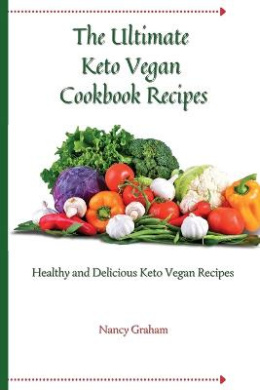 The Ultimate
Keto Vegan
Cookbook Recipes
Healthy and Delicious Keto Vegan Recipes
Nancy Graham